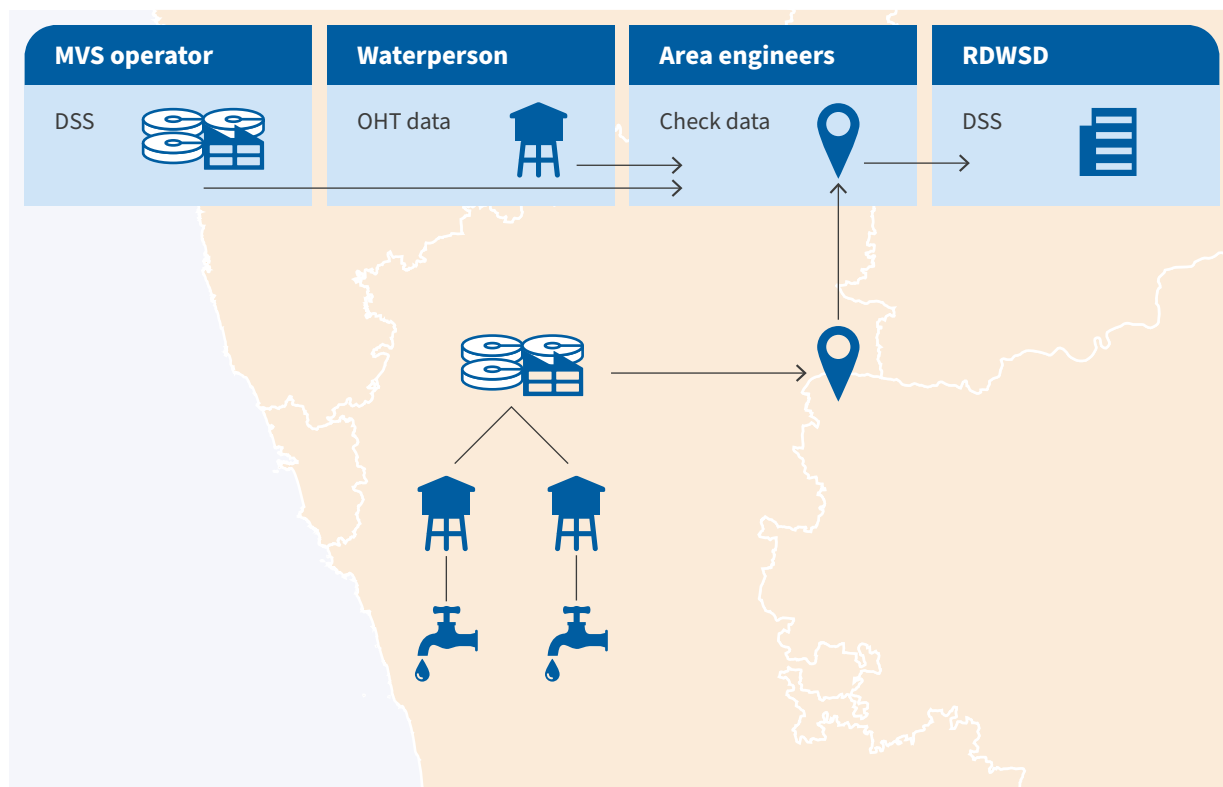 MVS operator
DSS
Waterperson
OHT data
Area engineers
Check data
RDWSD
DSS